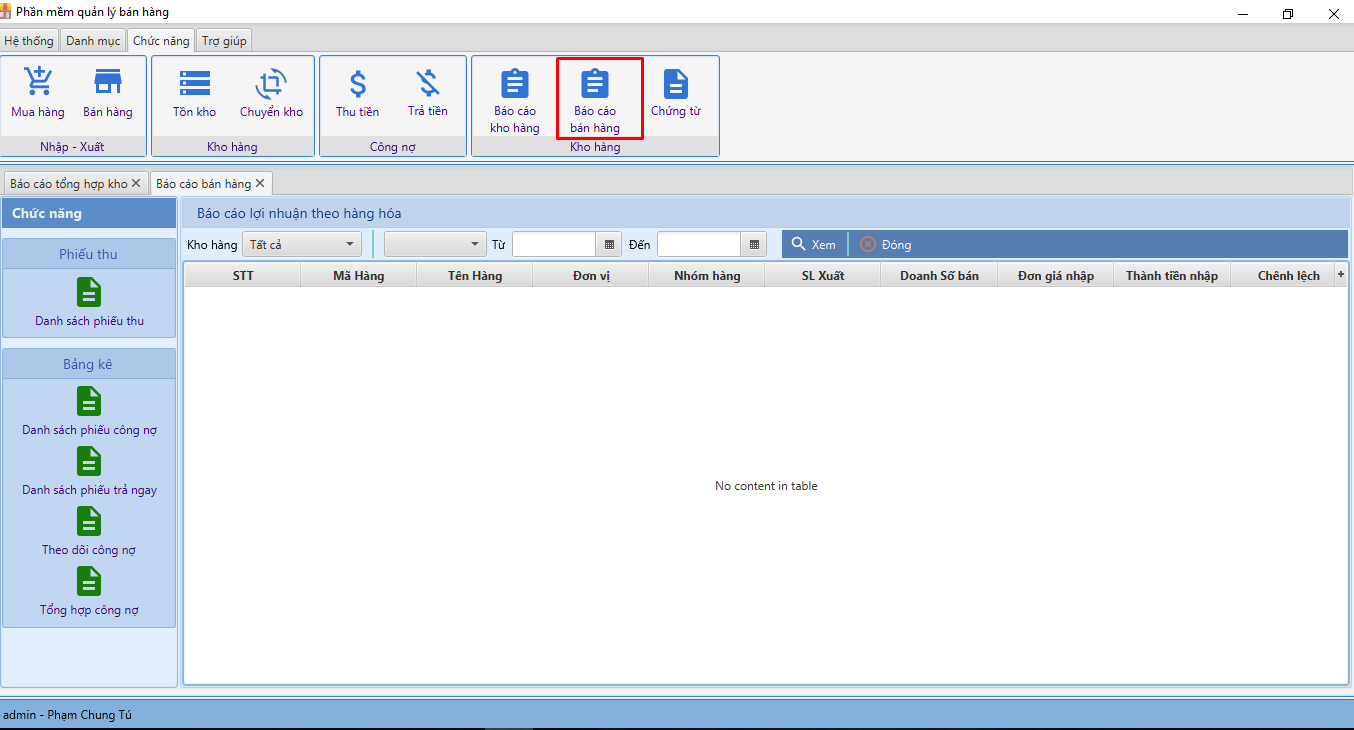 Phần mềm quản lý bán hàng
Hệ thống Danh mục Chức năng Trợ giúp
Mua hàng Bán hàng Tồn kho Chuyển kho Thu tiền Trả tiền Báo cáo kho hàng Báo cáo bán hàng Chứng từ
Nhập - Xuất Kho hàng Công nợ Kho hàng
Báo cáo tổng hợp kho Báo cáo bán hàng
Chức năng
Phiếu thu
Danh sách phiếu thu
Bảng kê
Danh sách phiếu công nợ
Danh sách phiếu trả ngay
Theo dõi công nợ
Tổng hợp công nợ
Báo cáo lợi nhuận theo hàng hóa
Kho hàng Tất cả Từ Đến Xem Đóng
STT Mã Hàng Tên Hàng Đơn vị Nhóm hàng SL Xuất Doanh Số bán Đơn giá nhập Thành tiền nhập Chênh lệch +
No content in table
admin - Phạm Chung Tú